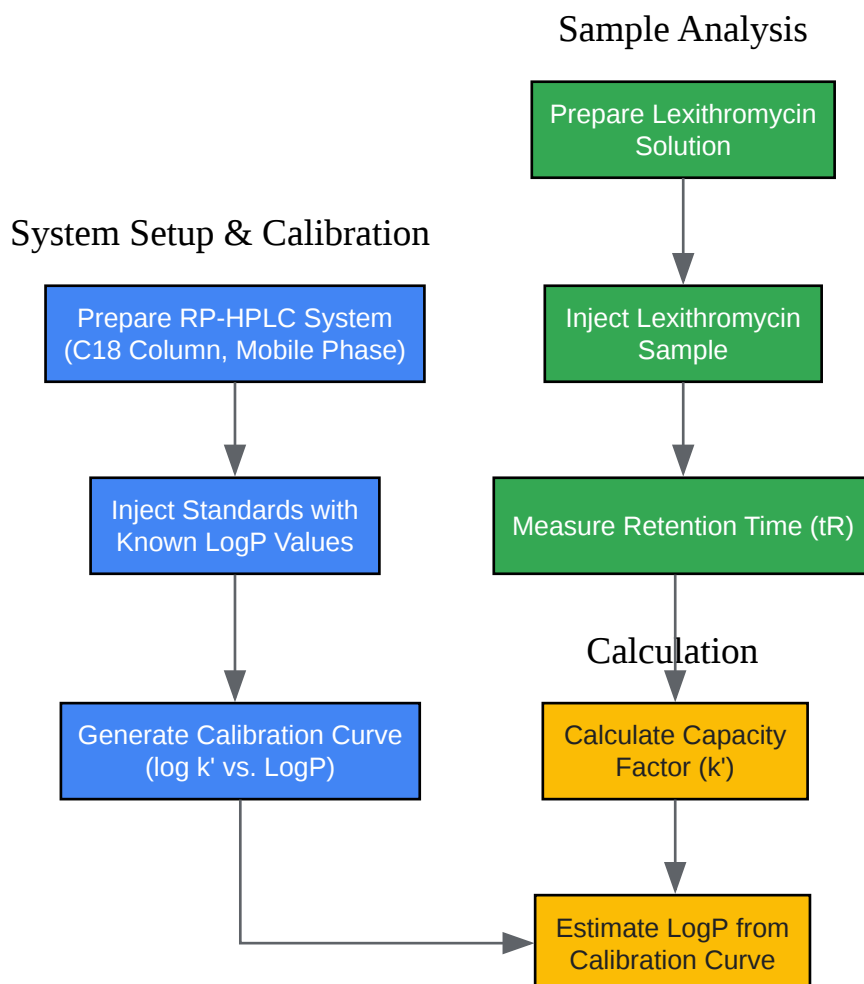 Sample Analysis
Prepare Lexithromycin
Solution
System Setup & Calibration
Prepare RP-HPLC System
(C18 Column, Mobile Phase)
Inject Lexithromycin
Sample
Inject Standards with
Known LogP Values
Measure Retention Time (tR)
Calculation
Generate Calibration Curve
(log k' vs. LogP)
Calculate Capacity
Factor (k')
Estimate LogP from
Calibration Curve